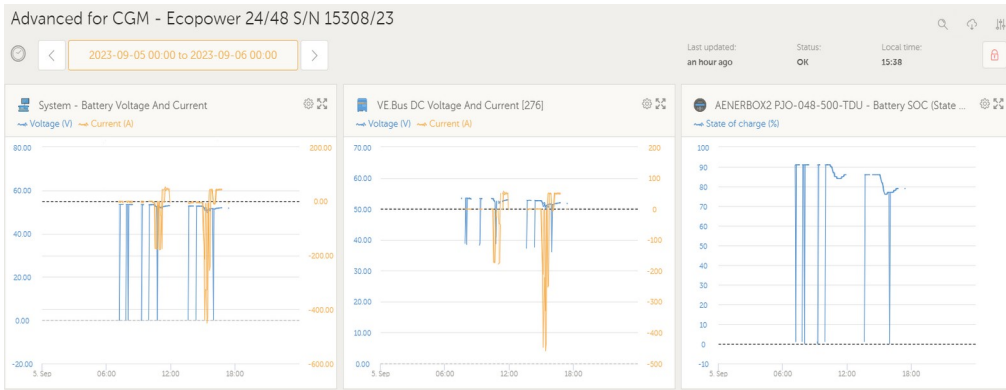 Advanced for CGM - Ecopower 24/48 S/N 15308/23
2023-09-05 00:00 to 2023-09-06 00:00
Last updated:
an hour ago
Status:
OK
Local time:
15:38
System - Battery Voltage And Current
Voltage (V) Current (A)
80.00
60.00
40.00
20.00
0.00
-20.00
200.00
0.00
-200.00
-400.00
-600.00
5. Sep 06:00 12:00 18:00
VE.Bus DC Voltage And Current [276]
Voltage (V) Current (A)
70.00
60.00
50.00
40.00
30.00
20.00
10.00
0.00
200
100
0
-100
-200
-300
-400
-500
5. Sep 06:00 12:00 18:00
AENERBOX2 PJO-048-500-TDU - Battery SOC (State ...
State of charge (%)
100
90
80
70
60
50
40
30
20
10
0
-10
5. Sep 06:00 12:00 18:00